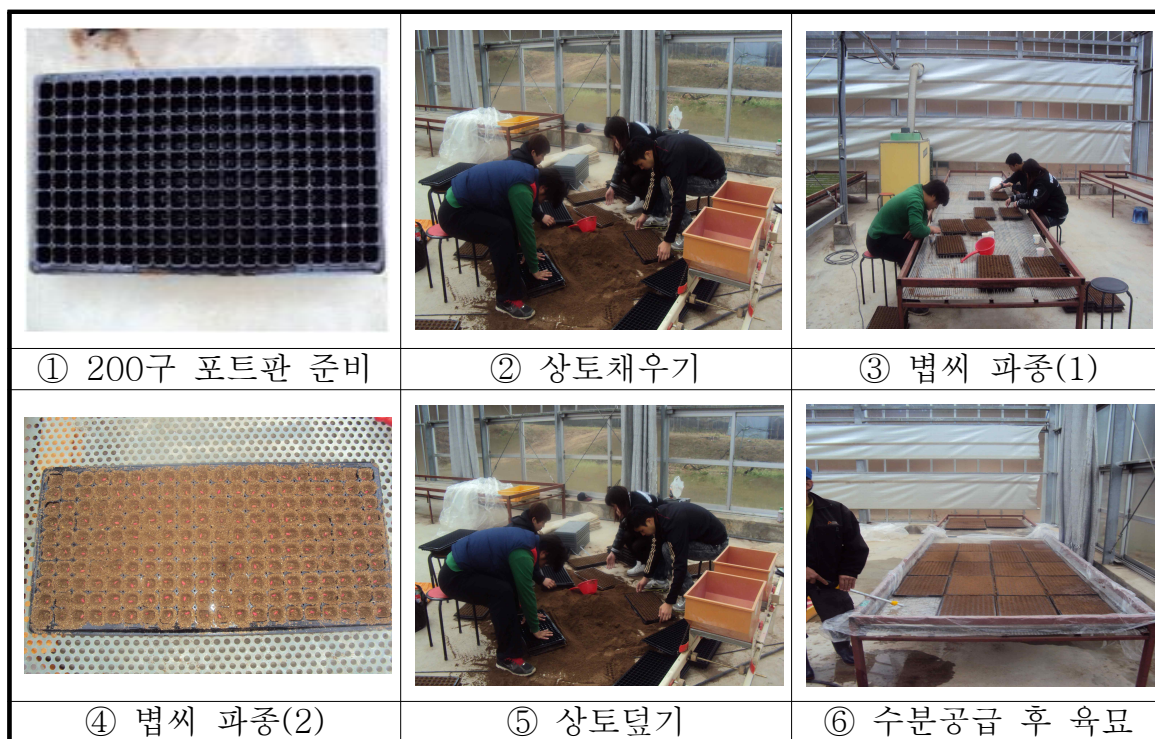 ① 200구 포트판 준비
② 상토채우기
③ 볍씨 파종(1)
④ 볍씨 파종(2)
⑤ 상토덮기
⑥ 수분공급 후 육묘